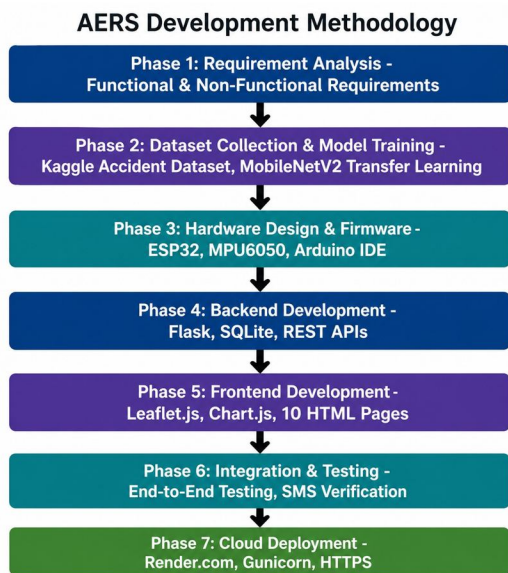 AERS Development Methodology
Phase 1: Requirement Analysis -
Functional & Non-Functional Requirements
Phase 2: Dataset Collection & Model Training -
Kaggle Accident Dataset, MobileNetV2 Transfer Learning
Phase 3: Hardware Design & Firmware -
ESP32, MPU6050, Arduino IDE
Phase 4: Backend Development -
Flask, SQLite, REST APIs
Phase 5: Frontend Development -
Leaflet.js, Chart.js, 10 HTML Pages
Phase 6: Integration & Testing -
End-to-End Testing, SMS Verification
Phase 7: Cloud Deployment -
Render.com, Gunicorn, HTTPS